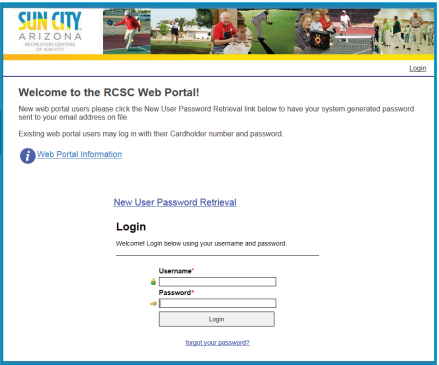 SUN CITY
ARIZONA
RECREATION CENTERS
OF SUN CITY
Login
Welcome to the RCSC Web Portal!
New web portal users please click the New User Password Retrieval link below to have your system generated password
sent to your email address on file.
Existing web portal users may log in with their Cardholder number and password.
i Web Portal Information
New User Password Retrieval
Login
Welcome! Login below using your username and password.
Username*
Password*
Login
forgot your password?